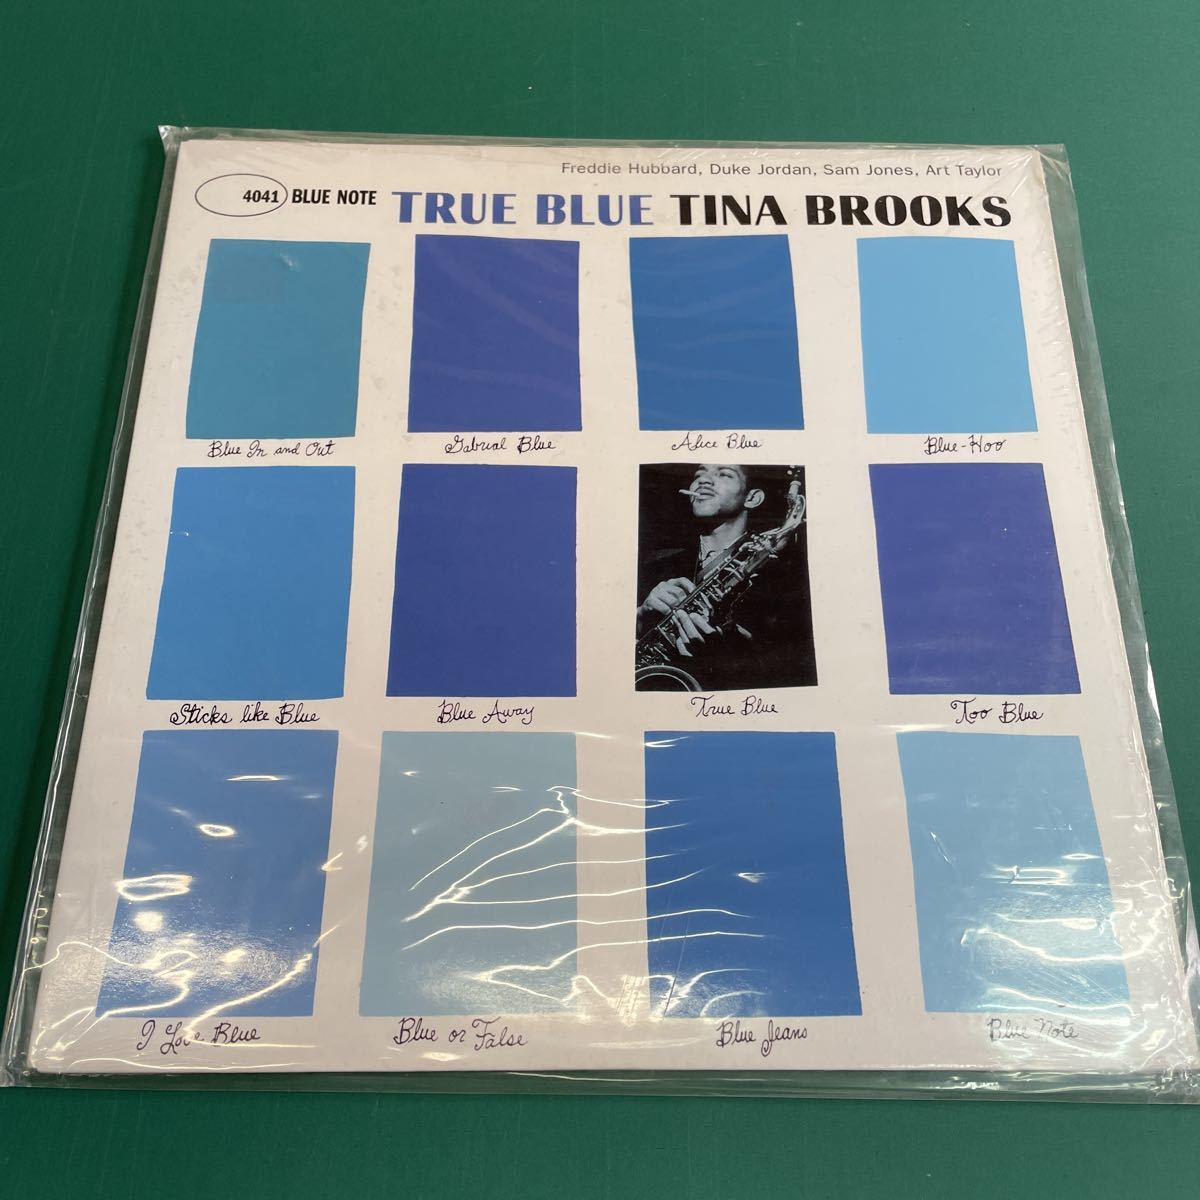 Freddie Hubbard, Duke Jordan, Sam Jones, Art Taylor
4041 BLUE NOTE TRUE BLUE TINA BROOKS
Blue In and Out Gabrial Blue Alice Blue Blue-Hoo
Sticks like Blue Blue Away True Blue Too Blue
I Love Blue Blue or False Blue Jeans Blue Note